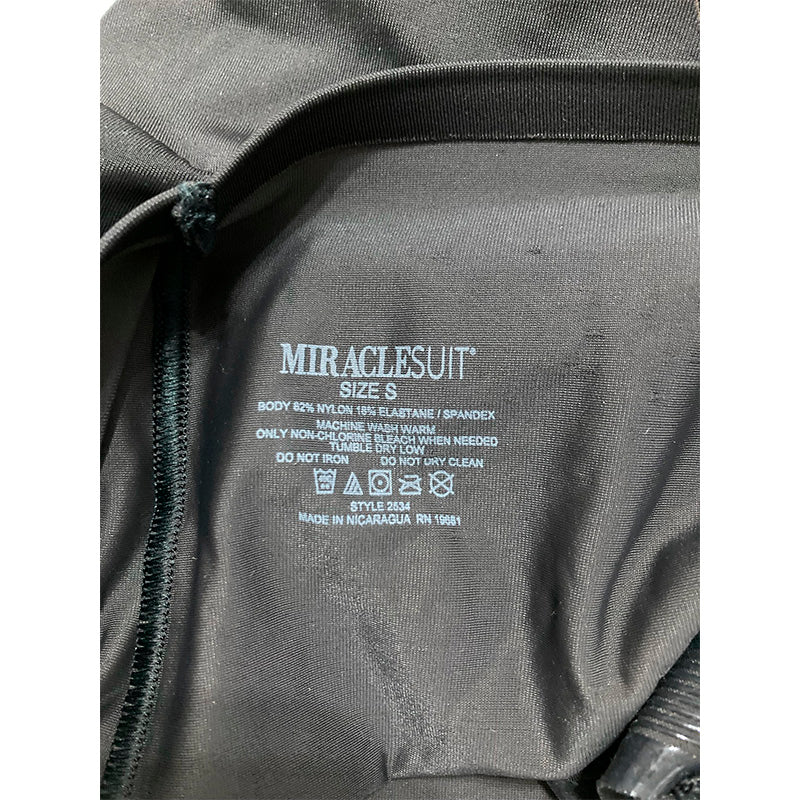 MIRACLESUIT®
SIZE S
BODY 82% NYLON 18% ELASTANE / SPANDEX
MACHINE WASH WARM
ONLY NON-CHLORINE BLEACH WHEN NEEDED
TUMBLE DRY LOW
DO NOT IRON DO NOT DRY CLEAN
STYLE 2534
MADE IN NICARAGUA RN 19681